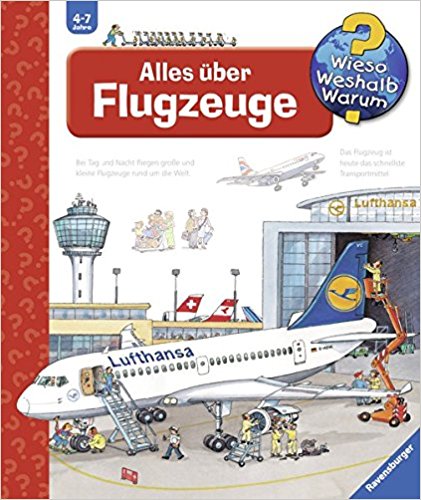 4-7
Jahre
Alles über
Flugzeuge
Wieso
Weshalb
Warum
?
Bei Tag und Nacht fliegen große und
kleine Flugzeuge rund um die Welt.
Das Flugzeug ist
heute das schnellste
Transportmittel.
Lufthansa
Lufthansa
Ravensburger